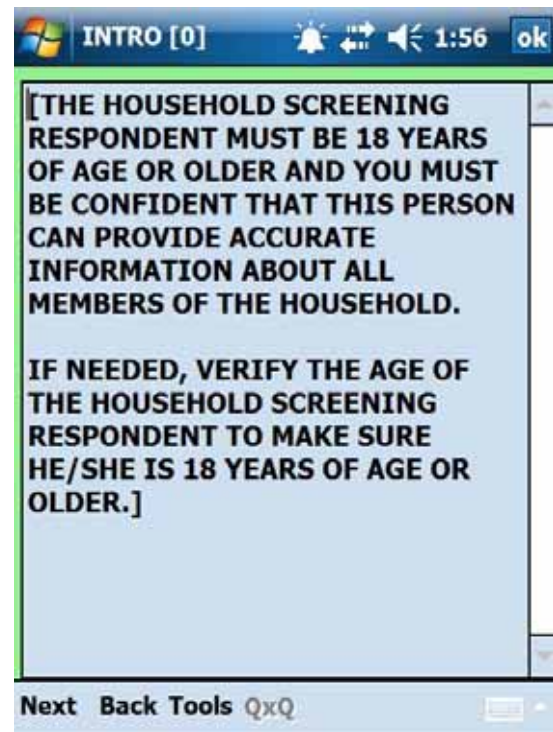 INTRO [0] 1:56 ok
[THE HOUSEHOLD SCREENING
RESPONDENT MUST BE 18 YEARS
OF AGE OR OLDER AND YOU MUST
BE CONFIDENT THAT THIS PERSON
CAN PROVIDE ACCURATE
INFORMATION ABOUT ALL
MEMBERS OF THE HOUSEHOLD.
IF NEEDED, VERIFY THE AGE OF
THE HOUSEHOLD SCREENING
RESPONDENT TO MAKE SURE
HE/SHE IS 18 YEARS OF AGE OR
OLDER.]
Next Back Tools QxQ